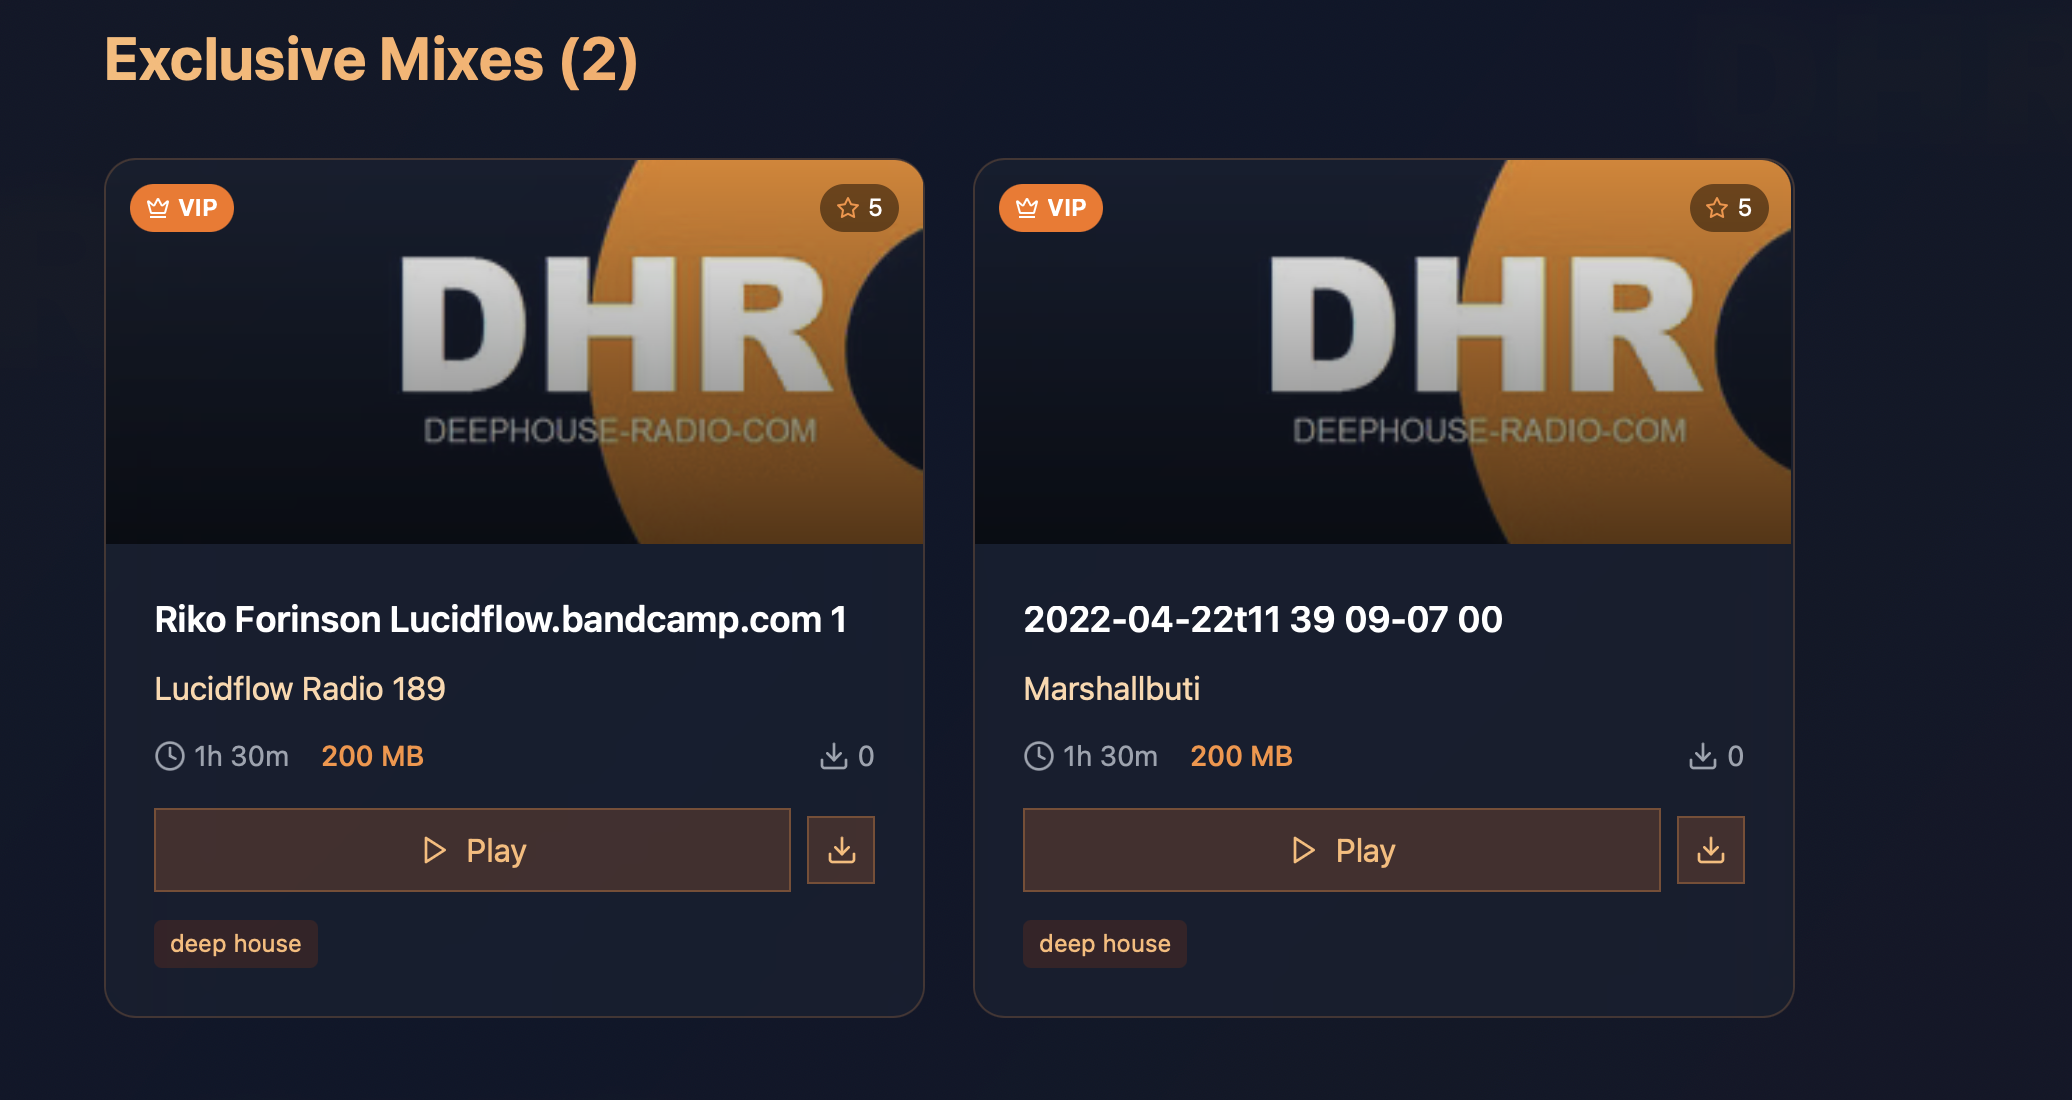 Exclusive Mixes (2)
VIP
5
DHR
DEEPHOUSE-RADIO-COM
Riko Forinson Lucidflow.bandcamp.com 1
Lucidflow Radio 189
1h 30m 200 MB 0
Play
deep house
VIP
5
DHR
DEEPHOUSE-RADIO-COM
2022-04-22t11 39 09-07 00
Marshallbuti
1h 30m 200 MB 0
Play
deep house